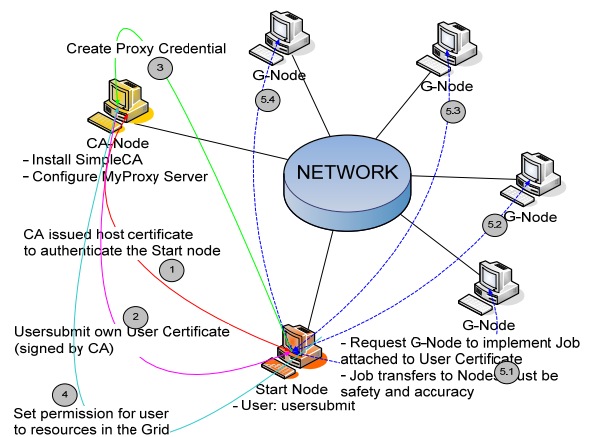 Create Proxy Credential
3
G-Node
5.4
G-Node
5.3
CA-Node
- Install SimpleCA
- Configure MyProxy Server
NETWORK
G-Node
5.2
CA issued host certificate
to authenticate the Start node
1
G-Node
2
Usersubmit own User Certificate
(signed by CA)
- Request G-Node to implement Job
attached to User Certificate
5.1
- Job transfers to Nodes must be
safety and accuracy
Start Node
- User: usersubmit
4
Set permission for user
to resources in the Grid